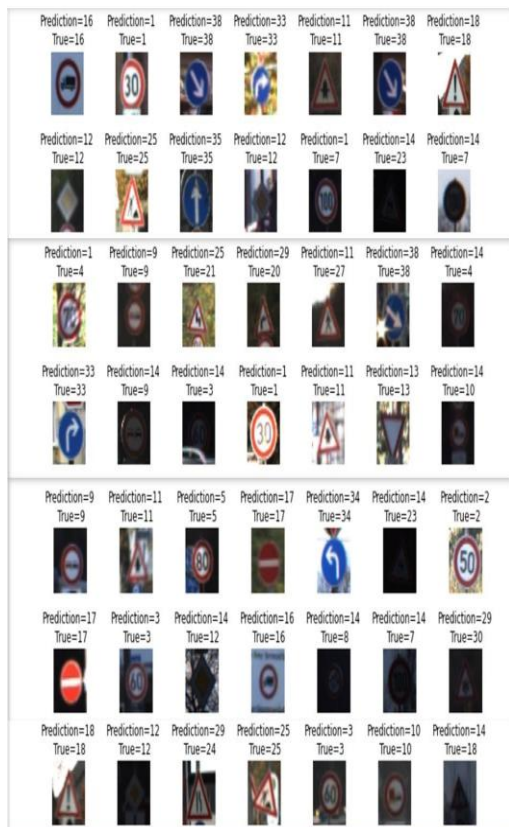 Prediction=16 Prediction=1 Prediction=38 Prediction=33 Prediction=11 Prediction=38 Prediction=18
True=16 True=1 True=38 True=33 True=11 True=38 True=18
30
Prediction=12 Prediction=25 Prediction=35 Prediction=12 Prediction=1 Prediction=14 Prediction=14
True=12 True=25 True=35 True=12 True=7 True=23 True=7
100
Prediction=1 Prediction=9 Prediction=25 Prediction=29 Prediction=11 Prediction=38 Prediction=14
True=4 True=9 True=21 True=20 True=27 True=38 True=4
70
Prediction=33 Prediction=14 Prediction=14 Prediction=1 Prediction=11 Prediction=13 Prediction=14
True=33 True=9 True=3 True=1 True=11 True=13 True=10
30
Prediction=9 Prediction=11 Prediction=5 Prediction=17 Prediction=34 Prediction=14 Prediction=2
True=9 True=11 True=5 True=17 True=34 True=23 True=2
80 50
Prediction=17 Prediction=3 Prediction=14 Prediction=16 Prediction=14 Prediction=14 Prediction=29
True=17 True=3 True=12 True=16 True=8 True=7 True=30
60
Prediction=18 Prediction=12 Prediction=29 Prediction=25 Prediction=3 Prediction=10 Prediction=14
True=18 True=12 True=24 True=25 True=3 True=10 True=18
60